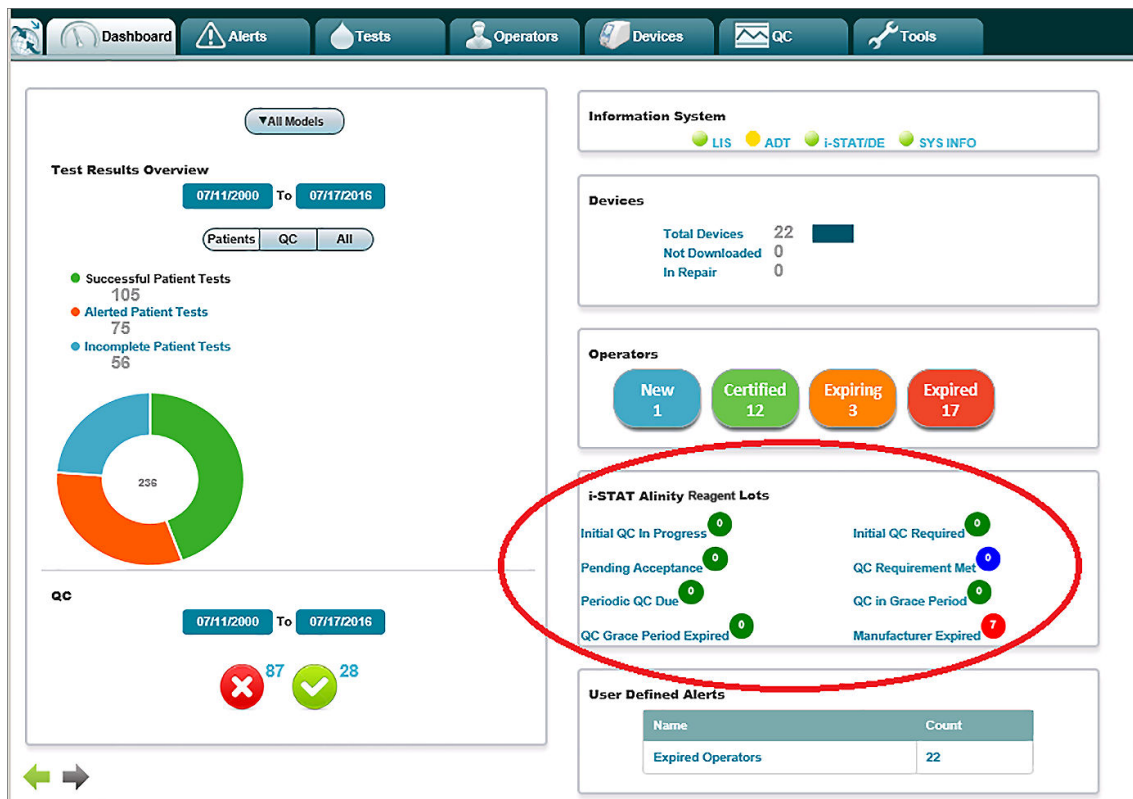 Dashboard Alerts Tests Operators Devices QC Tools
▼All Models
Test Results Overview
07/11/2000 To 07/17/2016
Patients QC All
Successful Patient Tests
105
Alerted Patient Tests
75
Incomplete Patient Tests
56
236
QC
07/11/2000 To 07/17/2016
87 28
Information System
LIS ADT i-STAT/DE SYS INFO
Devices
Total Devices 22
Not Downloaded 0
In Repair 0
Operators
New Certified Expiring Expired
1 12 3 17
i-STAT Alinity Reagent Lots
Initial QC In Progress 0 Initial QC Required 0
Pending Acceptance 0 QC Requirement Met 0
Periodic QC Due 0 QC in Grace Period 0
QC Grace Period Expired 0 Manufacturer Expired 7
User Defined Alerts
Name Count
Expired Operators 22